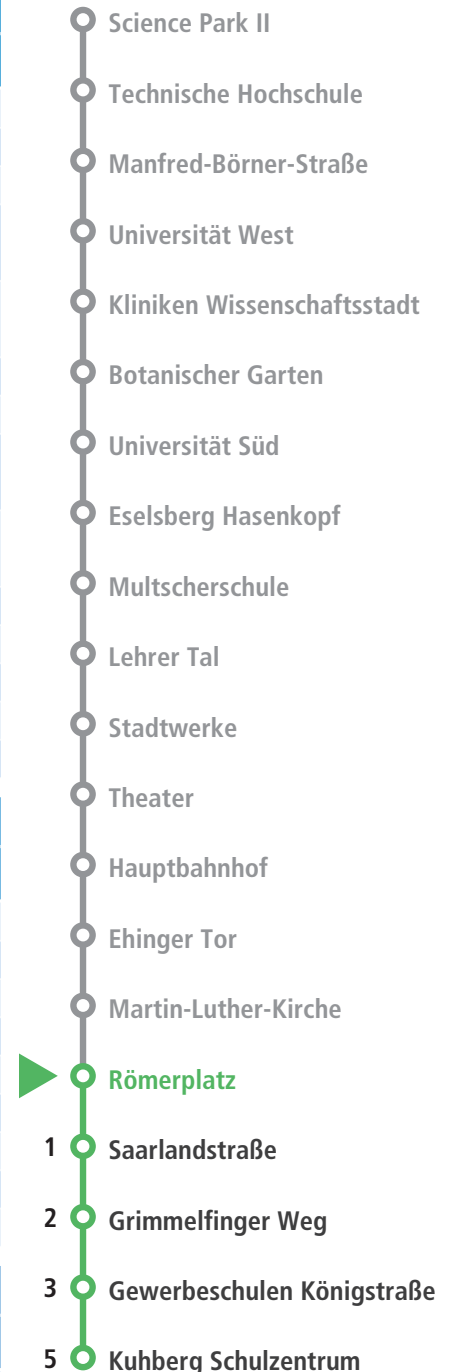 Science Park II
Technische Hochschule
Manfred-Börner-Straße
Universität West
Kliniken Wissenschaftsstadt
Botanischer Garten
Universität Süd
Eselsberg Hasenkopf
Multscherschule
Lehrer Tal
Stadtwerke
Theater
Hauptbahnhof
Ehinger Tor
Martin-Luther-Kirche
Römerplatz
1 Saarlandstraße
2 Grimmelfinger Weg
3 Gewerbeschulen Königstraße
5 Kuhberg Schulzentrum